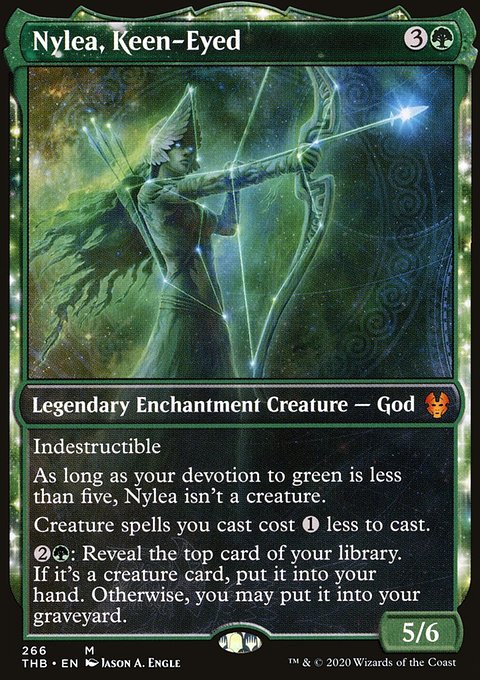 Nylea, Keen-Eyed 3
Legendary Enchantment Creature — God
Indestructible
As long as your devotion to green is less
than five, Nylea isn't a creature.
Creature spells you cast cost 1 less to cast.
2: Reveal the top card of your library.
If it's a creature card, put it into your
hand. Otherwise, you may put it into your
graveyard.
5/6
266 M
THB • EN Jason A. Engle
™ & © 2020 Wizards of the Coast